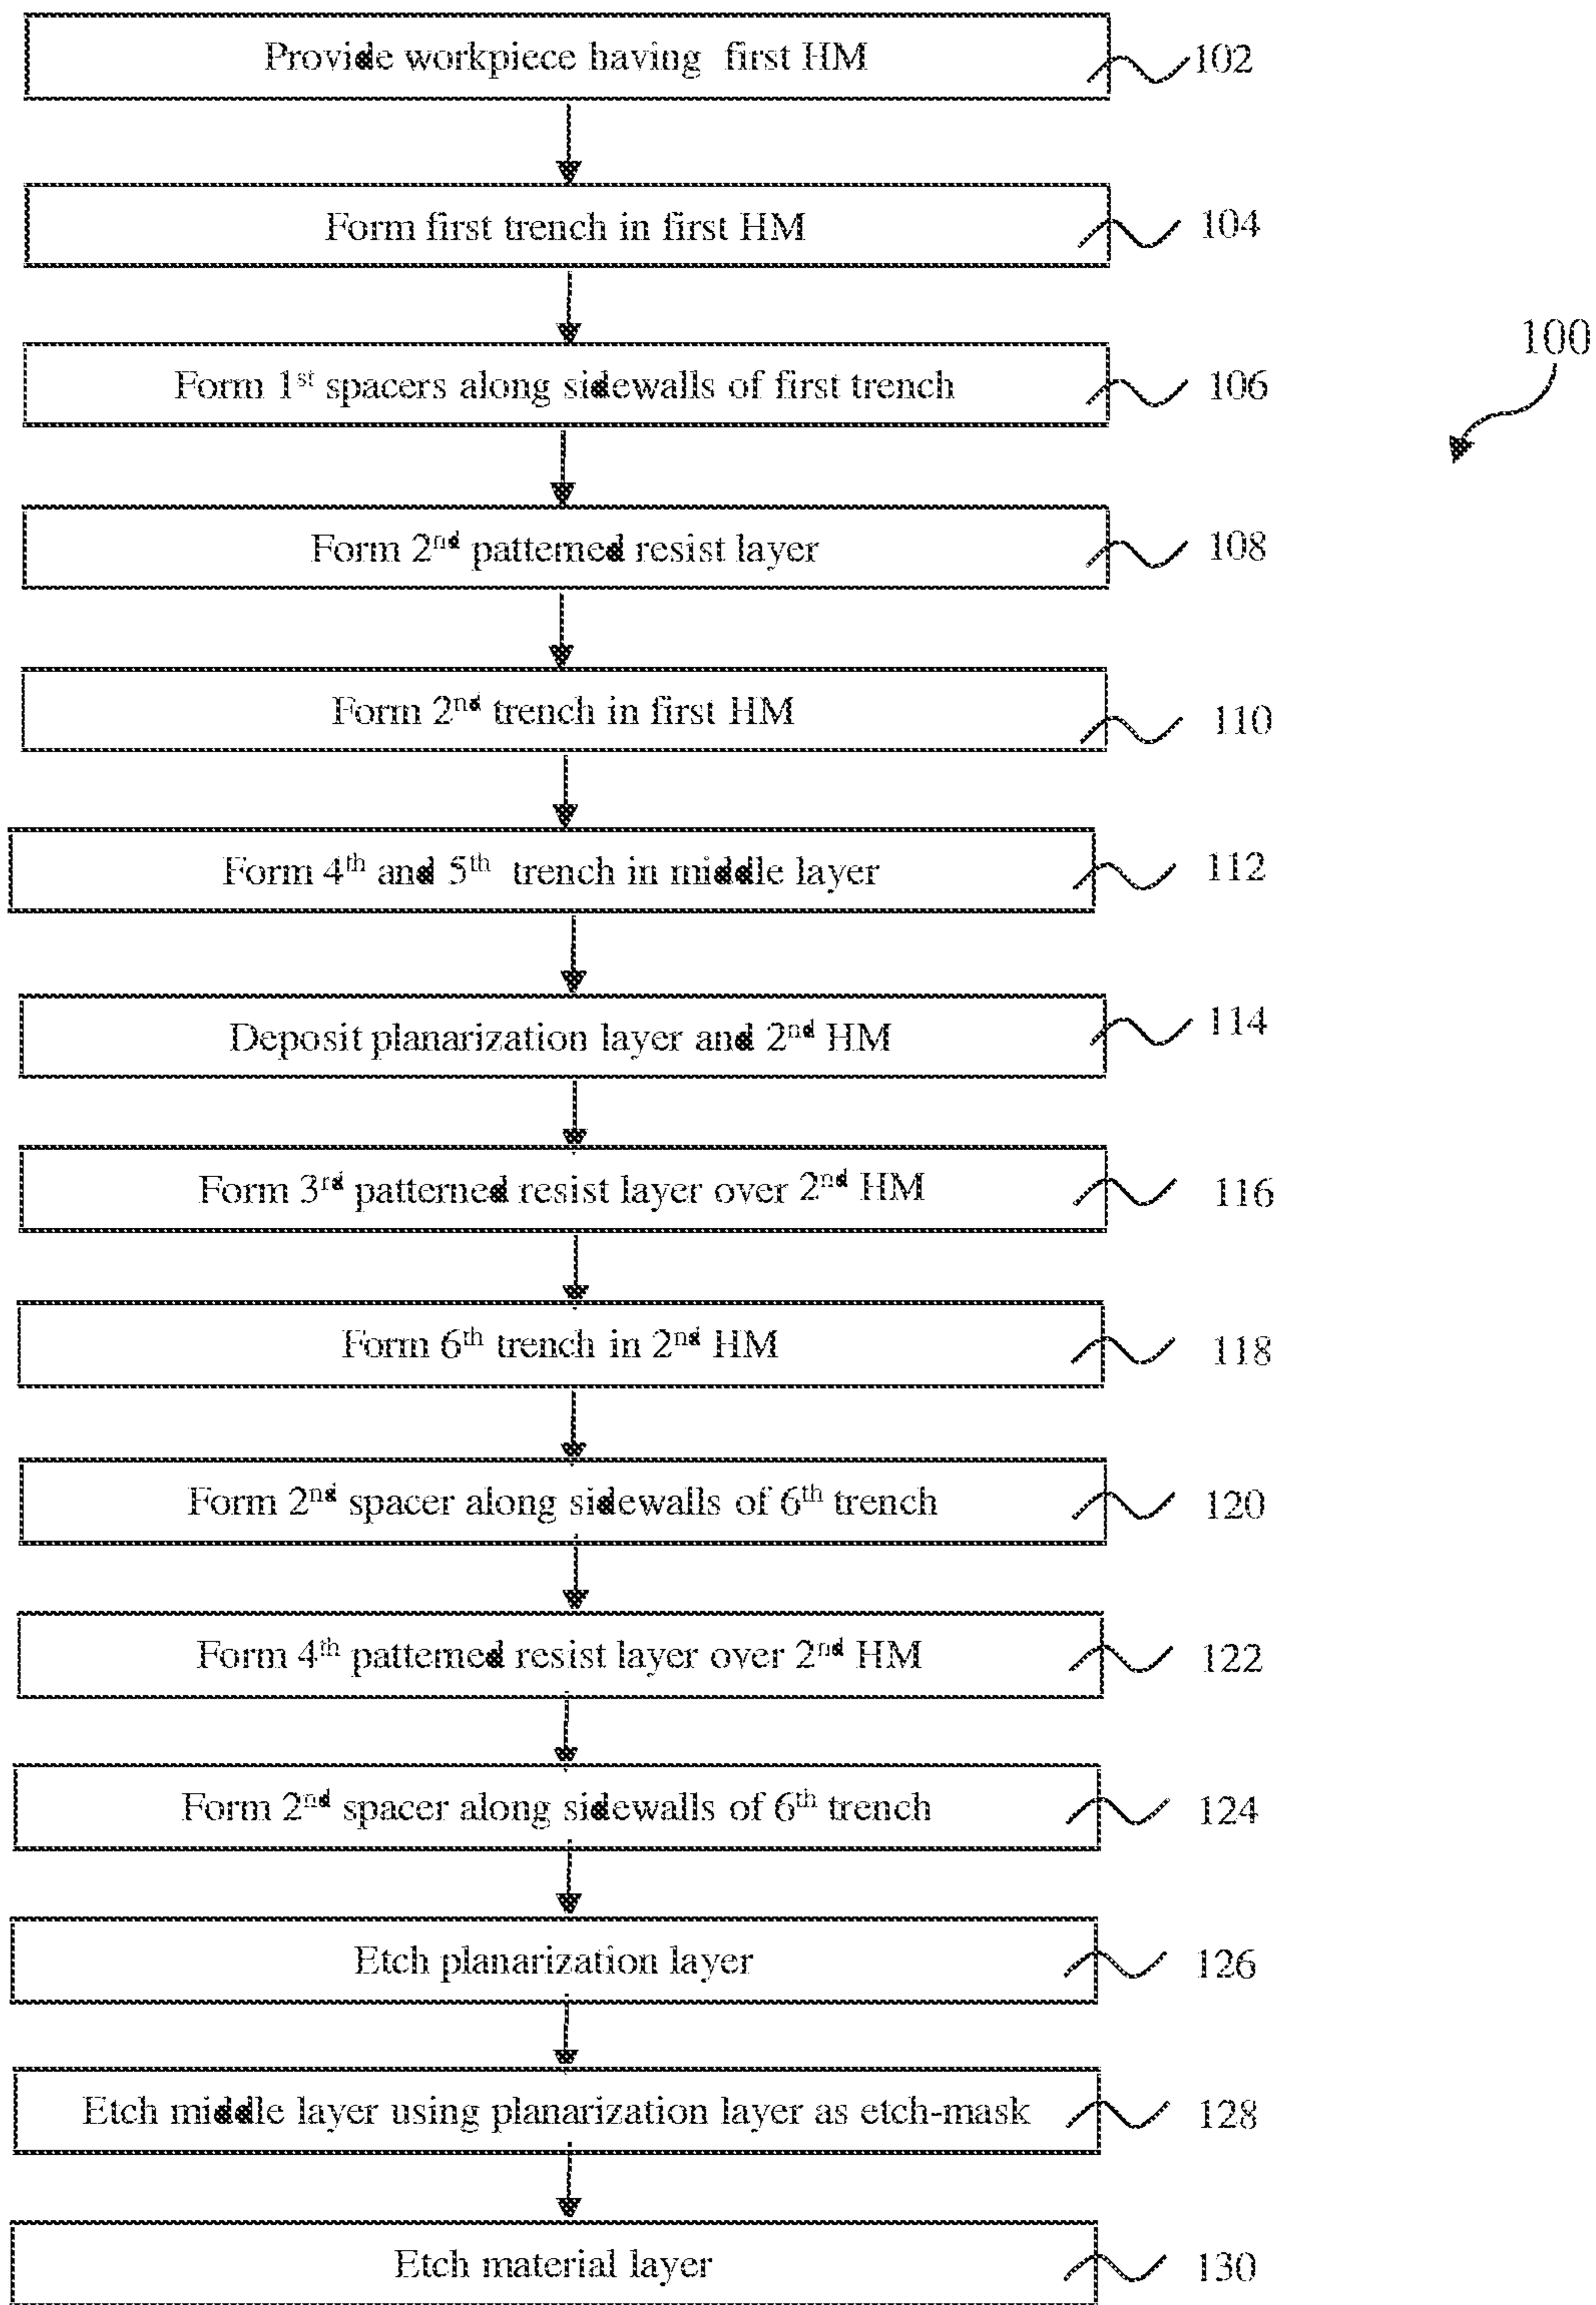 Provide workpiece having first HM
102
Form first trench in first HM
104
100
Form 1st spacers along sidewalls of first trench
106
Form 2nd patterned resist layer
108
Form 2nd trench in first HM
110
Form 4th and 5th trench in middle layer
112
Deposit planarization layer and 2nd HM
114
Form 3rd patterned resist layer over 2nd HM
116
Form 6th trench in 2nd HM
118
Form 2nd spacer along sidewalls of 6th trench
120
Form 4th patterned resist layer over 2nd HM
122
Form 2nd spacer along sidewalls of 6th trench
124
Etch planarization layer
126
Etch middle layer using planarization layer as etch-mask
128
Etch material layer
130